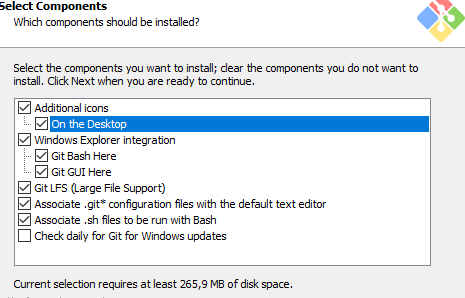 Select Components
Which components should be installed?
Select the components you want to install; clear the components you do not want to
install. Click Next when you are ready to continue.
Additional icons
On the Desktop
Windows Explorer integration
Git Bash Here
Git GUI Here
Git LFS (Large File Support)
Associate .git* configuration files with the default text editor
Associate .sh files to be run with Bash
Check daily for Git for Windows updates
Current selection requires at least 265,9 MB of disk space.